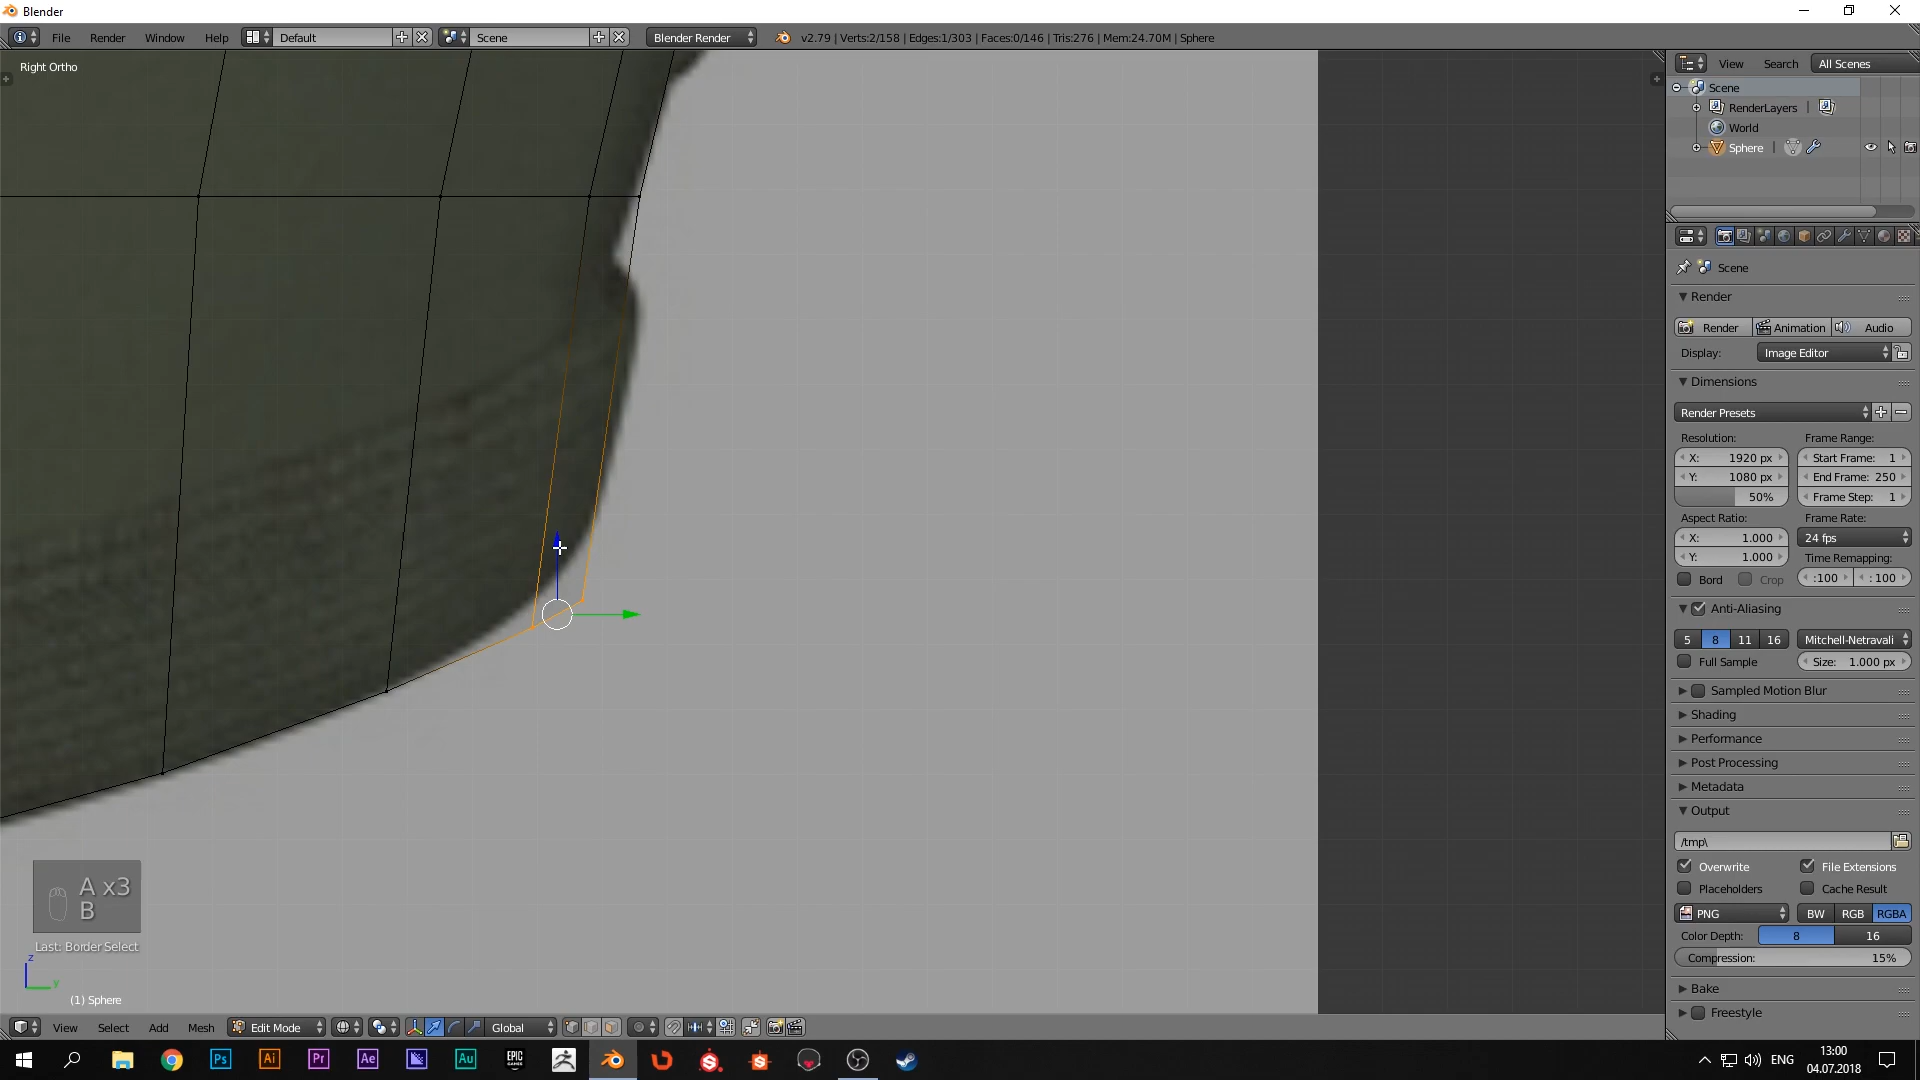 Blender
File Render Window Help Default Scene Blender Render v2.79 | Verts:2/158 | Edges:1/303 | Faces:0/146 | Tris:276 | Mem:24.70M | Sphere
Right Ortho
View Search All Scenes
Scene
RenderLayers |
World
Sphere |
Scene
Render
Render Animation Audio
Display: Image Editor
Dimensions
Render Presets
Resolution: Frame Range:
X: 1920 px Start Frame: 1
Y: 1080 px End Frame: 250
50% Frame Step: 1
Aspect Ratio: Frame Rate:
X: 1.000 24 fps
Y: 1.000 Time Remapping:
Bord Crop :100 : 100
Anti-Aliasing
5 8 11 16 Mitchell-Netravali
Full Sample Size: 1.000 px
Sampled Motion Blur
Shading
Performance
Post Processing
Metadata
Output
/tmp\
Overwrite File Extensions
Placeholders Cache Result
PNG BW RGB RGBA
Color Depth: 8 16
Compression: 15%
Bake
Freestyle
A x3
B
Last: Border Select
z
y
(1) Sphere
View Select Add Mesh Edit Mode Global
Ps Ai Pr Ae Au EPIC GAMES ENG 13:00
04.07.2018